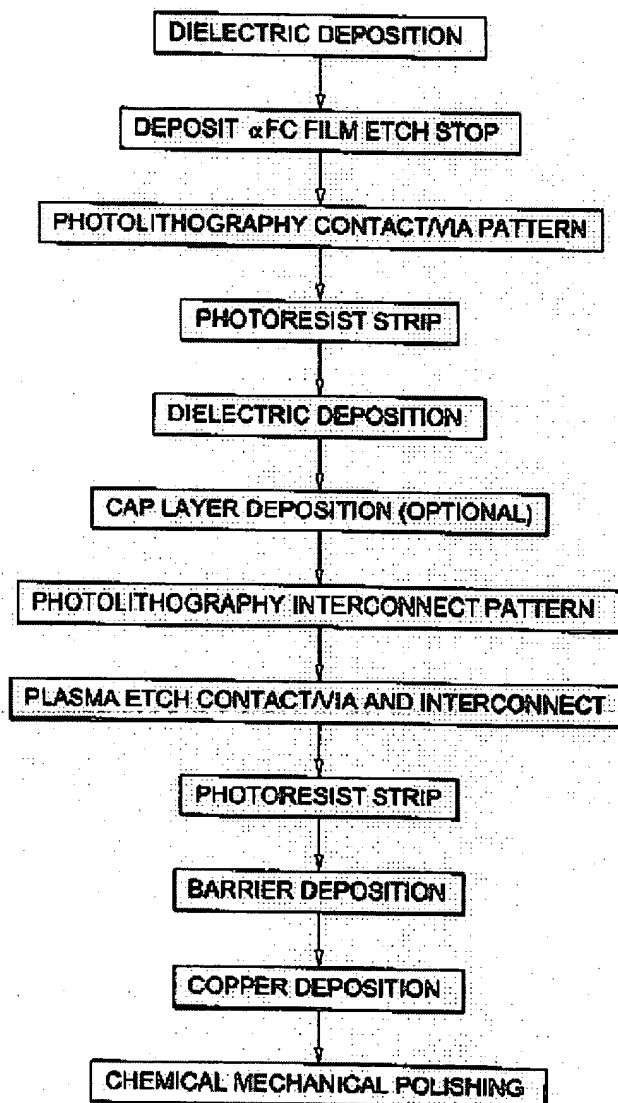 DIELECTRIC DEPOSITION
DEPOSIT αFC FILM ETCH STOP
PHOTOLITHOGRAPHY CONTACT/VIA PATTERN
PHOTORESIST STRIP
DIELECTRIC DEPOSITION
CAP LAYER DEPOSITION (OPTIONAL)
PHOTOLITHOGRAPHY INTERCONNECT PATTERN
PLASMA ETCH CONTACT/VIA AND INTERCONNECT
PHOTORESIST STRIP
BARRIER DEPOSITION
COPPER DEPOSITION
CHEMICAL MECHANICAL POLISHING